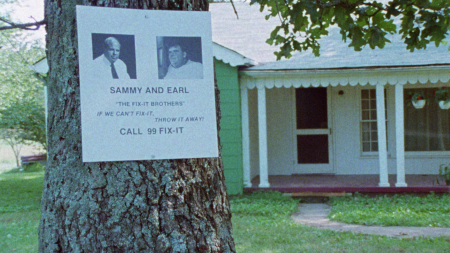 SAMMY AND EARL
"THE FIX-IT BROTHERS"
IF WE CAN'T FIX-IT,
THROW IT AWAY!
CALL 99 FIX-IT